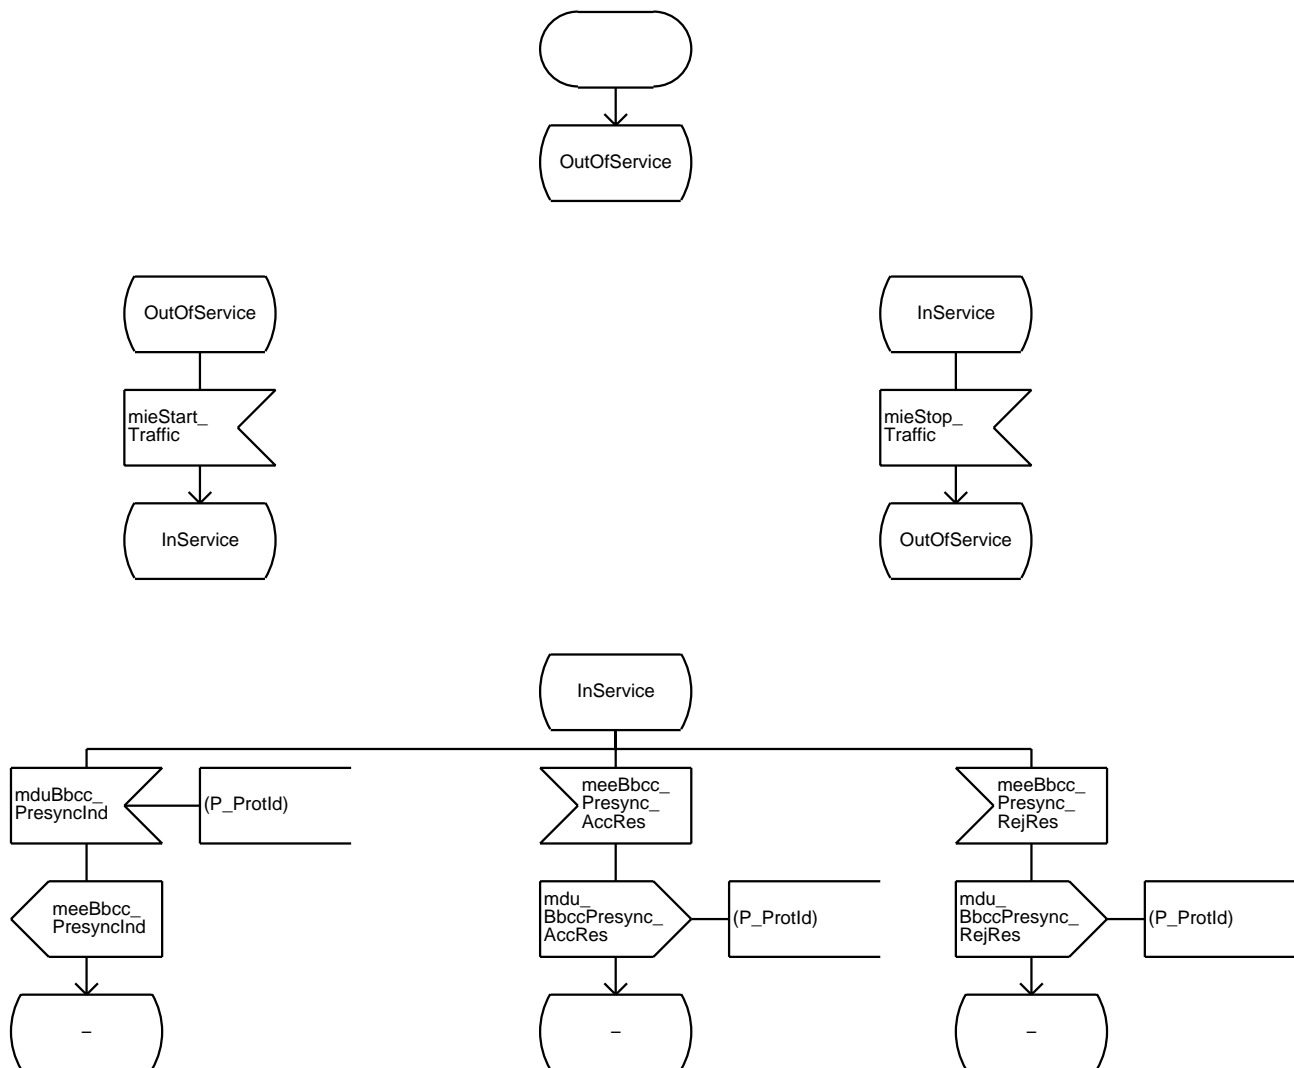 OutOfService
OutOfService
InService
mieStart_
Traffic
mieStop_
Traffic
InService
OutOfService
InService
mduBbcc_
PresyncInd
(P_ProtId)
meeBbcc_
Presync_
AccRes
meeBbcc_
Presync_
RejRes
meeBbcc_
PresyncInd
mdu_
BbccPresync_
AccRes
(P_ProtId)
mdu_
BbccPresync_
RejRes
(P_ProtId)
–
–
–